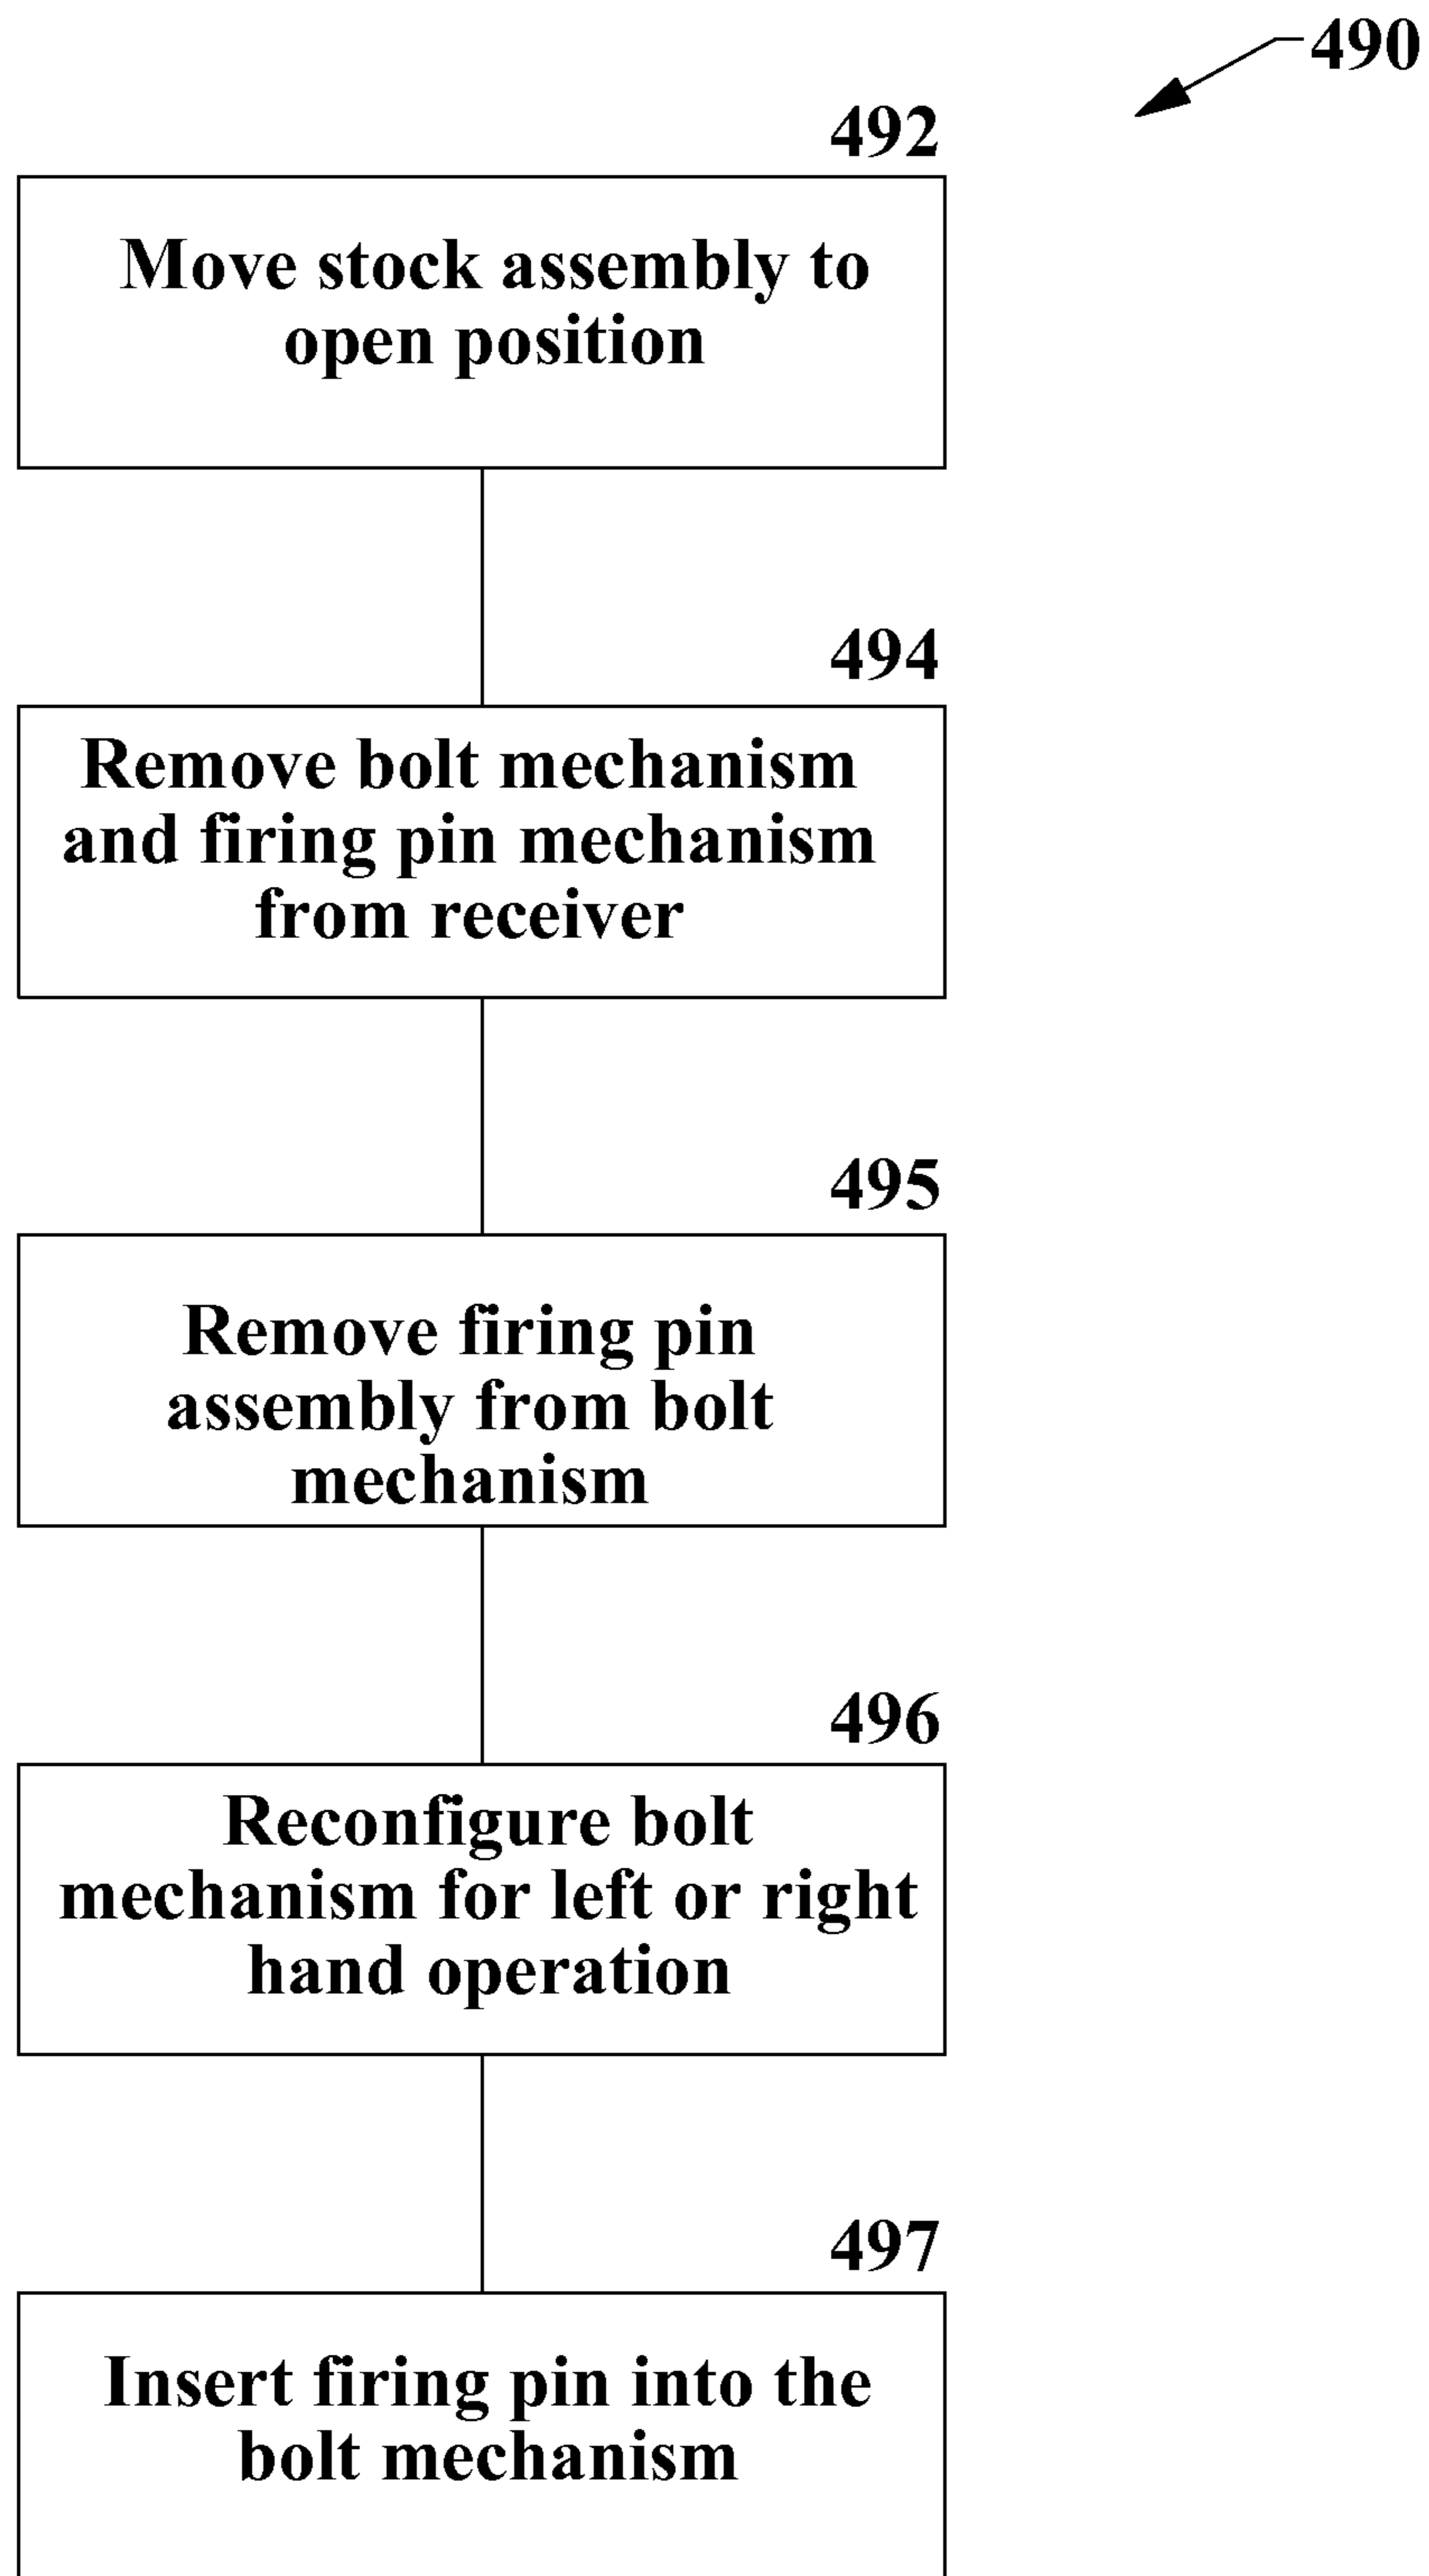 490
492
Move stock assembly to
open position
494
Remove bolt mechanism
and firing pin mechanism
from receiver
495
Remove firing pin
assembly from bolt
mechanism
496
Reconfigure bolt
mechanism for left or right
hand operation
497
Insert firing pin into the
bolt mechanism